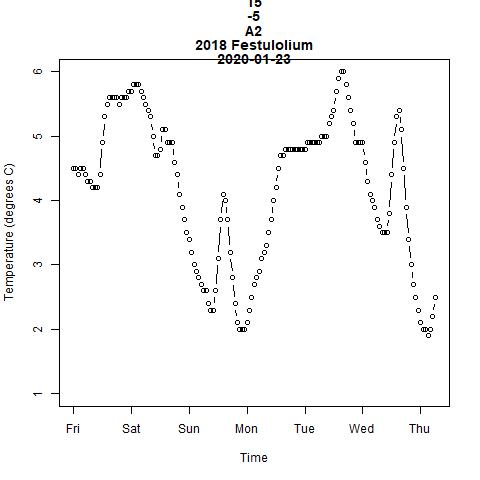 15
-5
A2
2018 Festulolium
2020-01-23
Temperature (degrees C)
6
5
4
3
2
1
Fri Sat Sun Mon Tue Wed Thu
Time